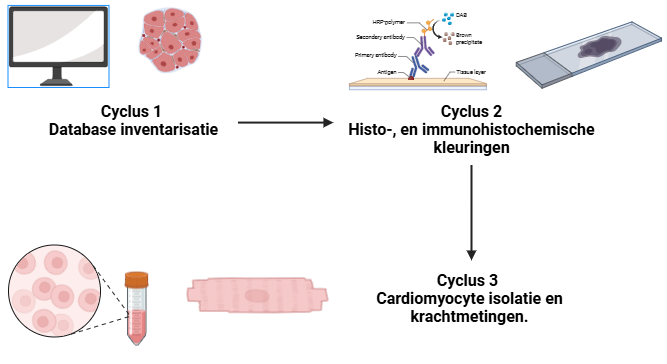 HRP-polymer
DAB
Secondary antibody
Brown
precipitate
Primary antibody
Antigen
Tissue layer
Cyclus 1
Database inventarisatie
Cyclus 2
Histo-, en immunohistochemische
kleuringen
Cyclus 3
Cardiomyocyte isolatie en
krachtmetingen.